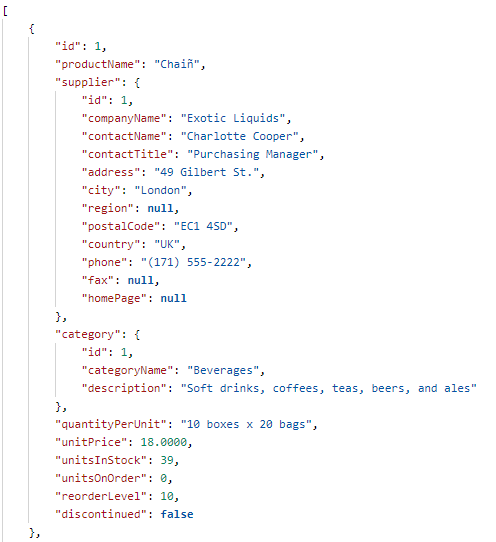 [
    {
        "id": 1,
        "productName": "Chaiñ",
        "supplier": {
            "id": 1,
            "companyName": "Exotic Liquids",
            "contactName": "Charlotte Cooper",
            "contactTitle": "Purchasing Manager",
            "address": "49 Gilbert St.",
            "city": "London",
            "region": null,
            "postalCode": "EC1 4SD",
            "country": "UK",
            "phone": "(171) 555-2222",
            "fax": null,
            "homePage": null
        },
        "category": {
            "id": 1,
            "categoryName": "Beverages",
            "description": "Soft drinks, coffees, teas, beers, and ales"
        },
        "quantityPerUnit": "10 boxes x 20 bags",
        "unitPrice": 18.0000,
        "unitsInStock": 39,
        "unitsOnOrder": 0,
        "reorderLevel": 10,
        "discontinued": false
    },